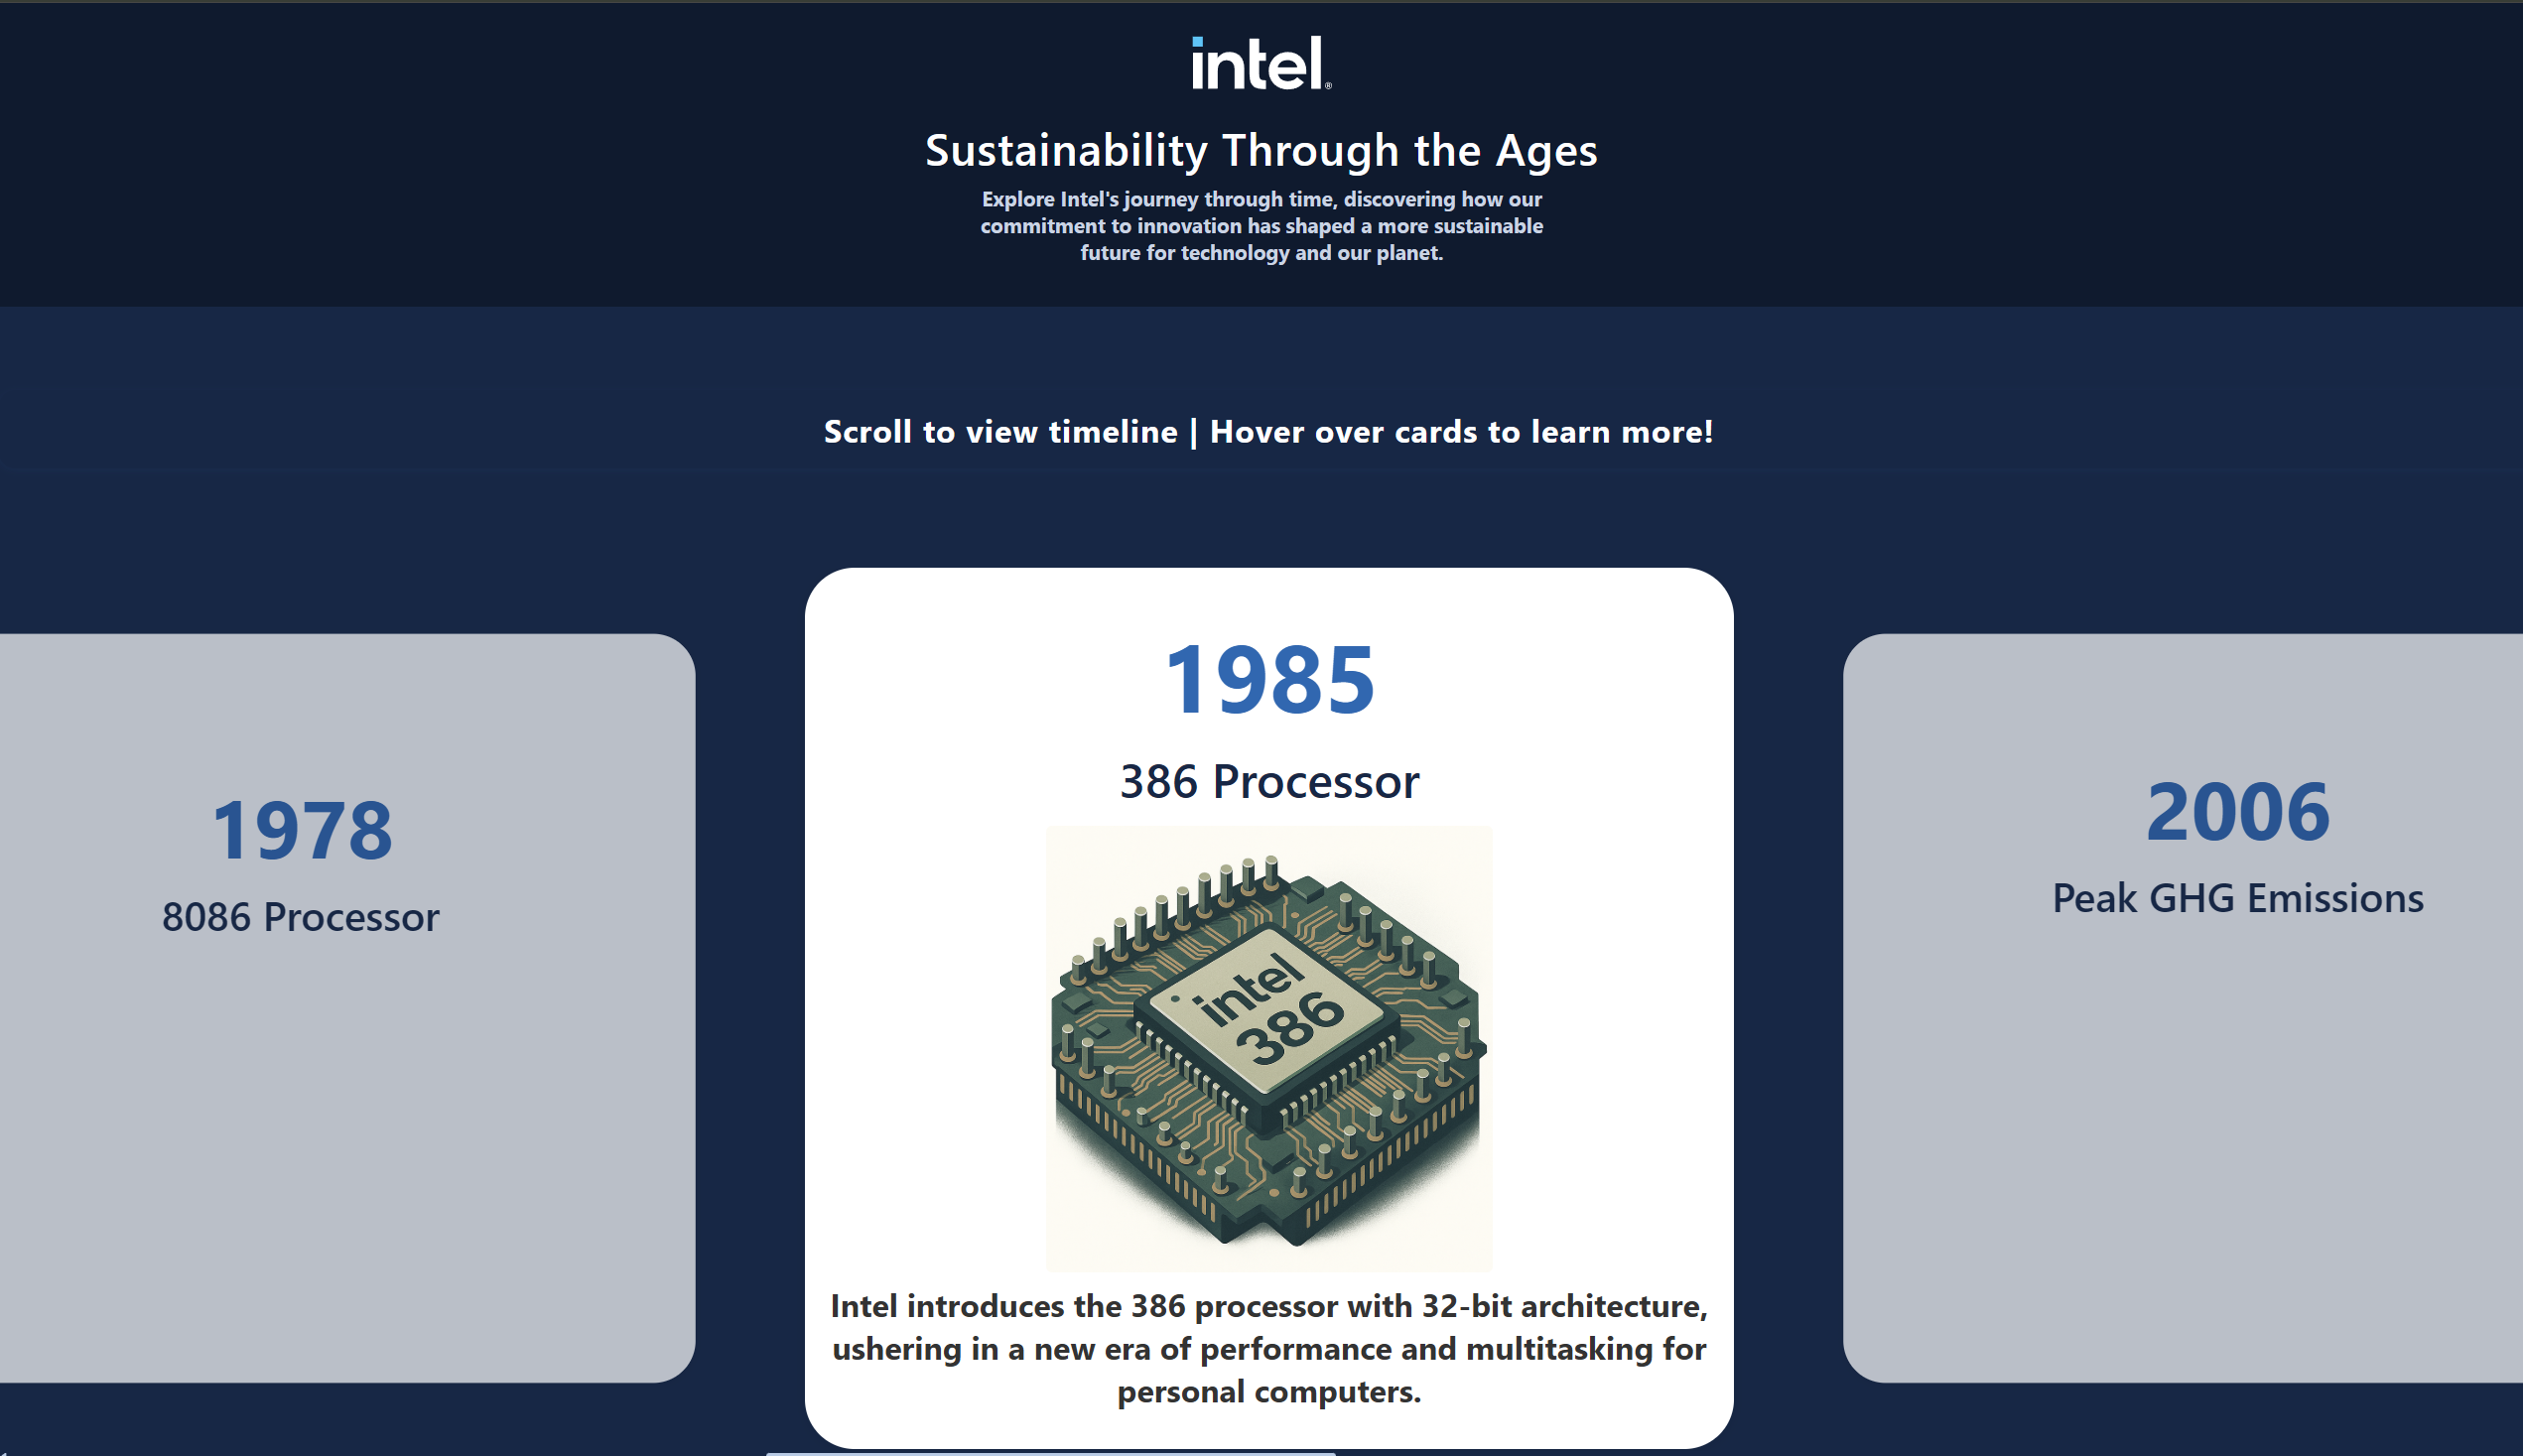 intel®
Sustainability Through the Ages
Explore Intel's journey through time, discovering how our
commitment to innovation has shaped a more sustainable
future for technology and our planet.
Scroll to view timeline | Hover over cards to learn more!
1978
8086 Processor
1985
386 Processor
intel
386
Intel introduces the 386 processor with 32-bit architecture,
ushering in a new era of performance and multitasking for
personal computers.
2006
Peak GHG Emissions